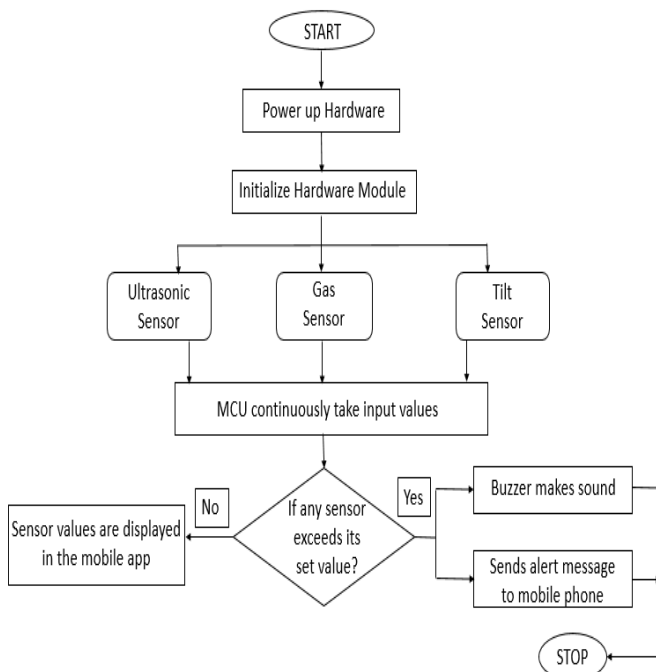 START
Power up Hardware
Initialize Hardware Module
Ultrasonic
Sensor
Gas
Sensor
Tilt
Sensor
MCU continuously take input values
If any sensor
exceeds its
set value?
No
Sensor values are displayed
in the mobile app
Yes
Buzzer makes sound
Sends alert message
to mobile phone
STOP